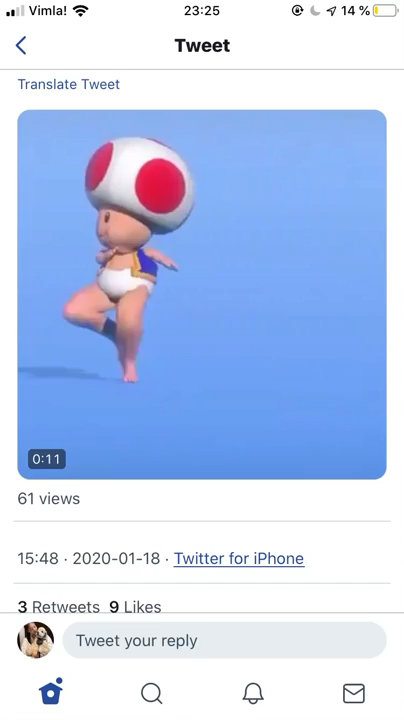 Vimla! 23:25 14 %
Tweet
Translate Tweet
0:11
61 views
15:48 · 2020-01-18 · Twitter for iPhone
3 Retweets 9 Likes
Tweet your reply